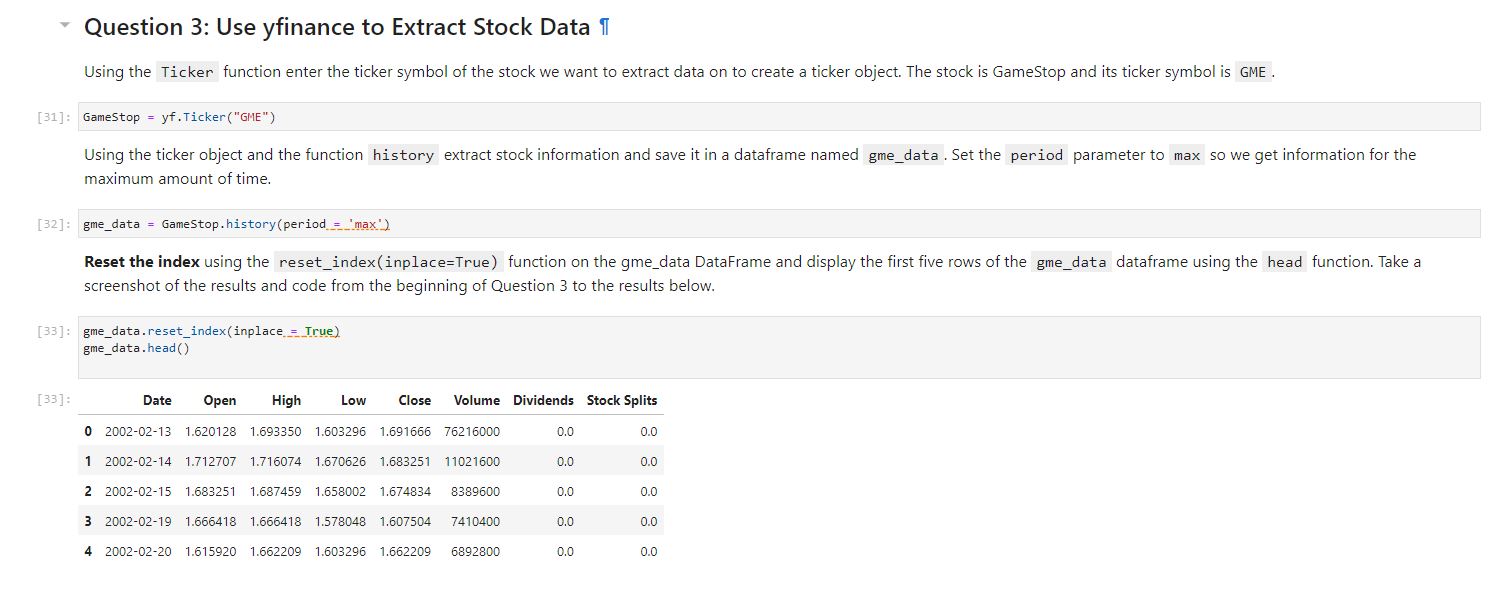 Question 3: Use yfinance to Extract Stock Data ¶
Using the Ticker function enter the ticker symbol of the stock we want to extract data on to create a ticker object. The stock is GameStop and its ticker symbol is GME .
[31]: GameStop = yf.Ticker("GME")
Using the ticker object and the function history extract stock information and save it in a dataframe named gme_data . Set the period parameter to max so we get information for the
maximum amount of time.
[32]: gme_data = GameStop.history(period = 'max')
Reset the index using the reset_index(inplace=True) function on the gme_data DataFrame and display the first five rows of the gme_data dataframe using the head function. Take a
screenshot of the results and code from the beginning of Question 3 to the results below.
[33]: gme_data.reset_index(inplace = True)
gme_data.head()
[33]: Date Open High Low Close Volume Dividends Stock Splits
0 2002-02-13 1.620128 1.693350 1.603296 1.691666 76216000 0.0 0.0
1 2002-02-14 1.712707 1.716074 1.670626 1.683251 11021600 0.0 0.0
2 2002-02-15 1.683251 1.687459 1.658002 1.674834 8389600 0.0 0.0
3 2002-02-19 1.666418 1.666418 1.578048 1.607504 7410400 0.0 0.0
4 2002-02-20 1.615920 1.662209 1.603296 1.662209 6892800 0.0 0.0